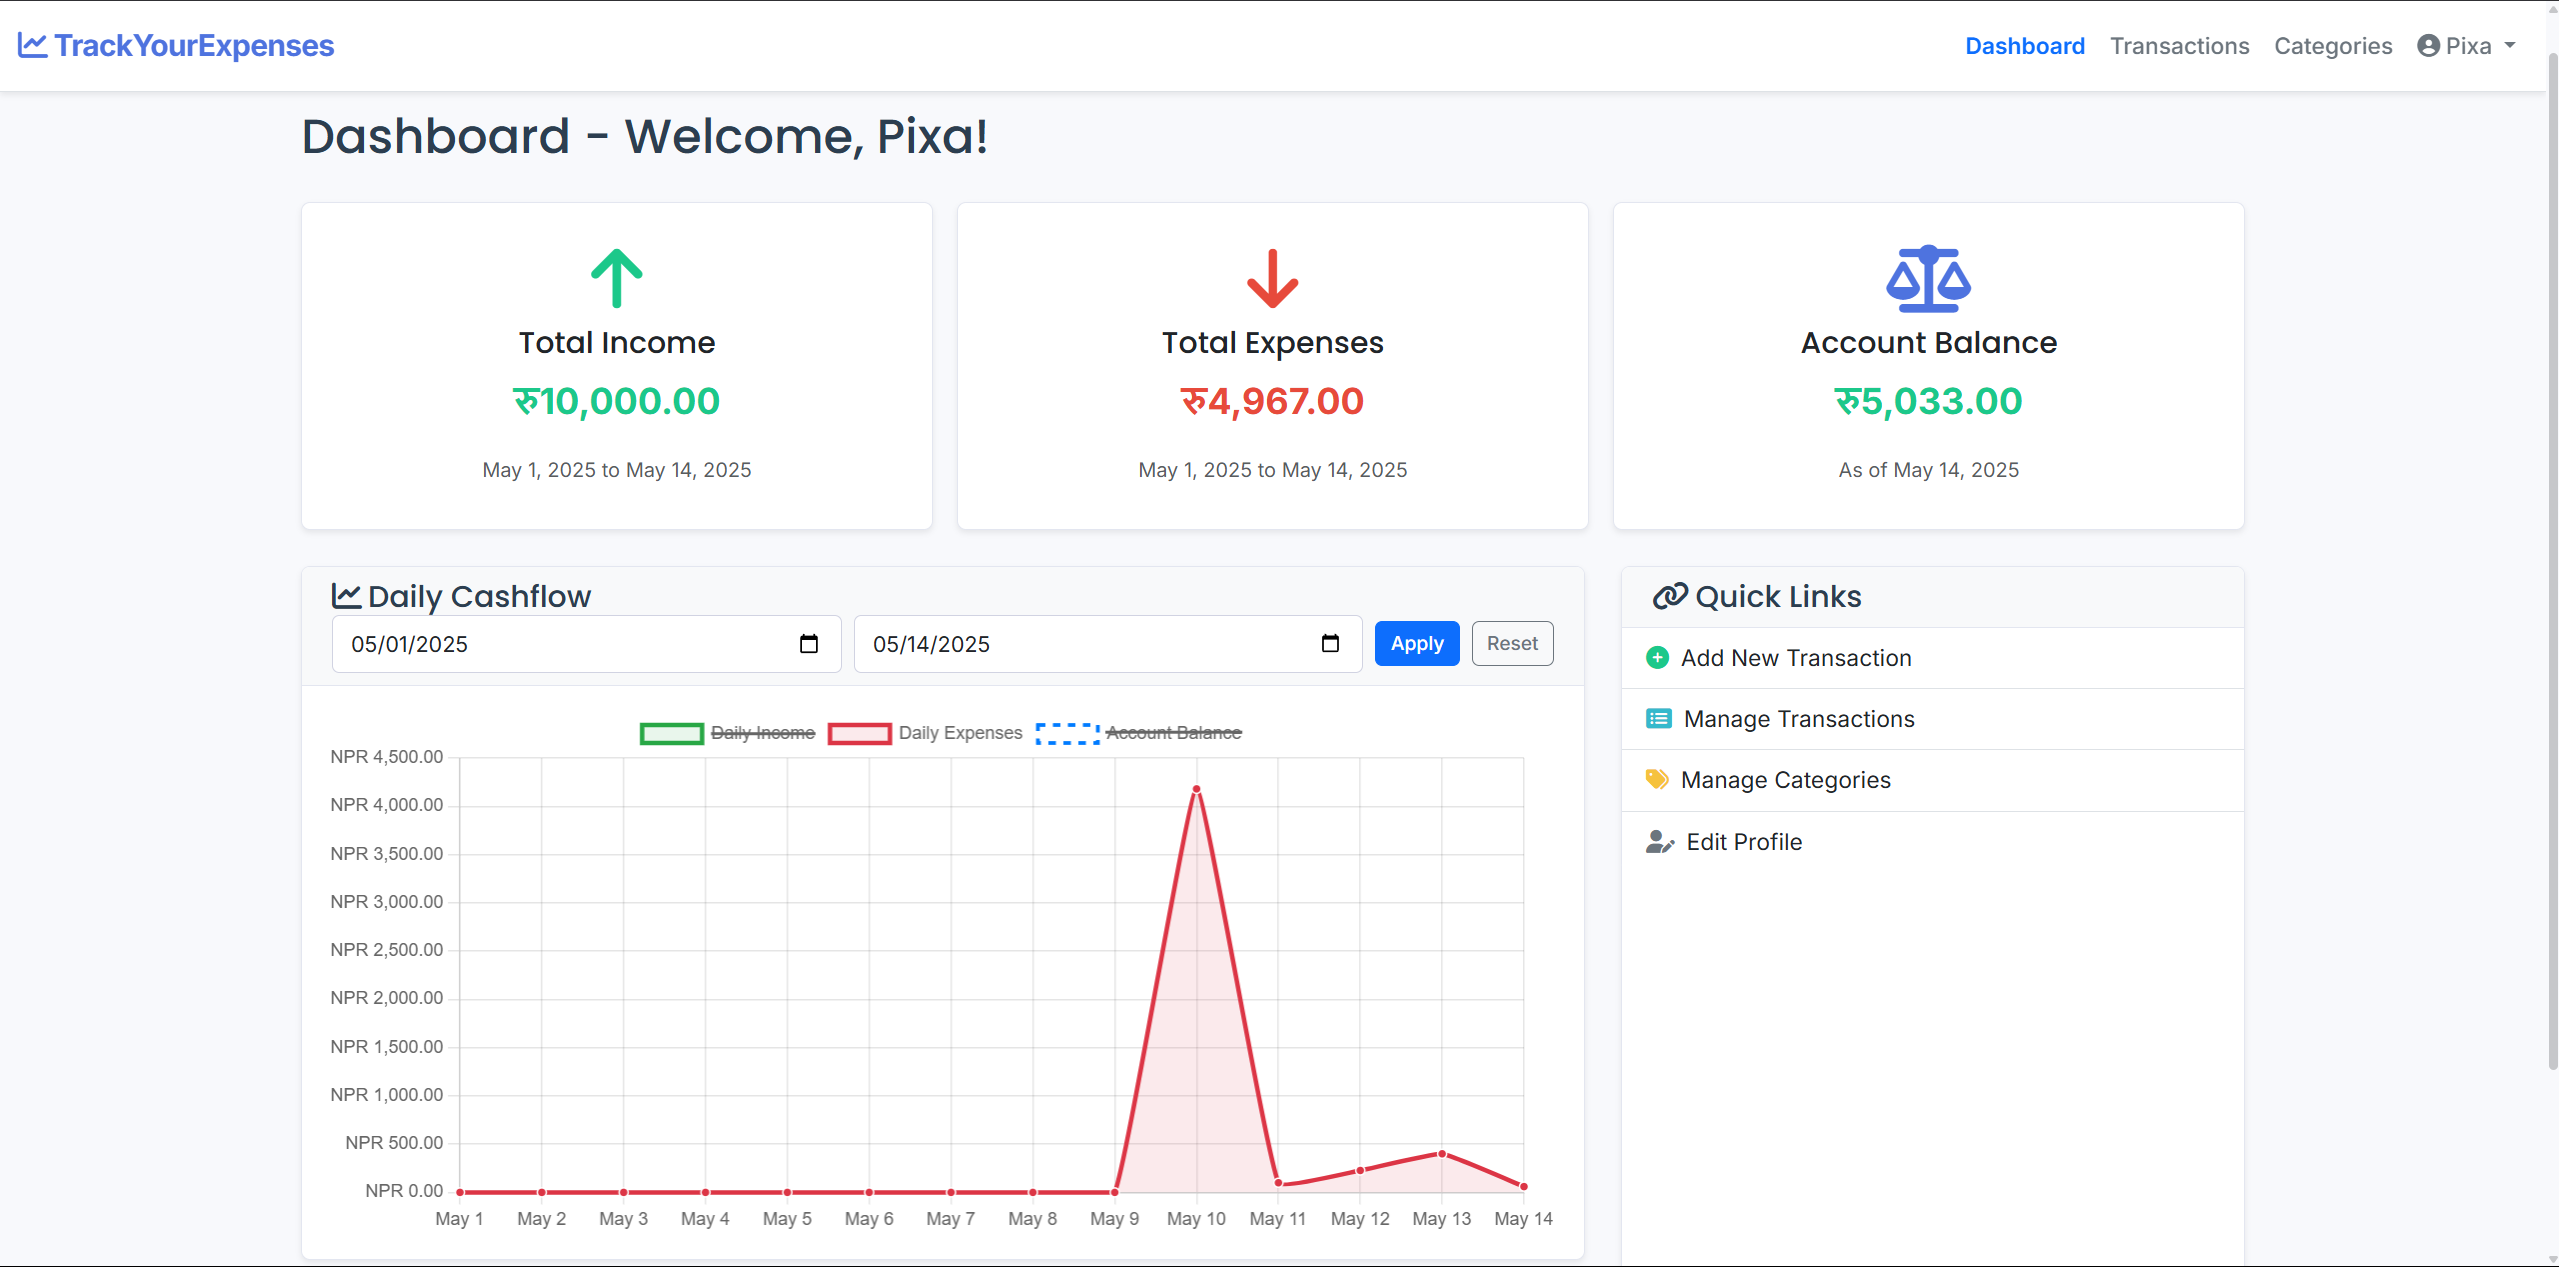 TrackYourExpenses
Dashboard Transactions Categories Pixa
Dashboard - Welcome, Pixa!
Total Income
रु10,000.00
May 1, 2025 to May 14, 2025
Total Expenses
रु4,967.00
May 1, 2025 to May 14, 2025
Account Balance
रु5,033.00
As of May 14, 2025
Daily Cashflow
05/01/2025 05/14/2025 Apply Reset
Daily Income Daily Expenses Account Balance
NPR 4,500.00
NPR 4,000.00
NPR 3,500.00
NPR 3,000.00
NPR 2,500.00
NPR 2,000.00
NPR 1,500.00
NPR 1,000.00
NPR 500.00
NPR 0.00
May 1 May 2 May 3 May 4 May 5 May 6 May 7 May 8 May 9 May 10 May 11 May 12 May 13 May 14
Quick Links
Add New Transaction
Manage Transactions
Manage Categories
Edit Profile